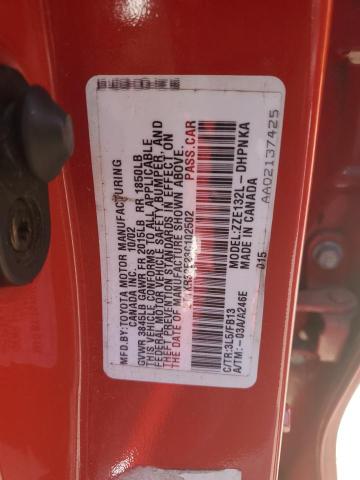 MFD. BY: TOYOTA MOTOR MANUFACTURING
CANADA INC. 10/02
GVWR 3585LB GAWR FR 2015LB RR 1850LB
THIS VEHICLE CONFORMS TO ALL APPLICABLE
FEDERAL MOTOR VEHICLE SAFETY, BUMPER, AND
THEFT PREVENTION STANDARDS IN EFFECT ON
THE DATE OF MANUFACTURE SHOWN ABOVE.
PASS.CAR
C/TR:3L5/FB13 MODEL:ZZE132L-DHPNKA
A/TM:-03A/A246E MADE IN CANADA
015
AA02137425